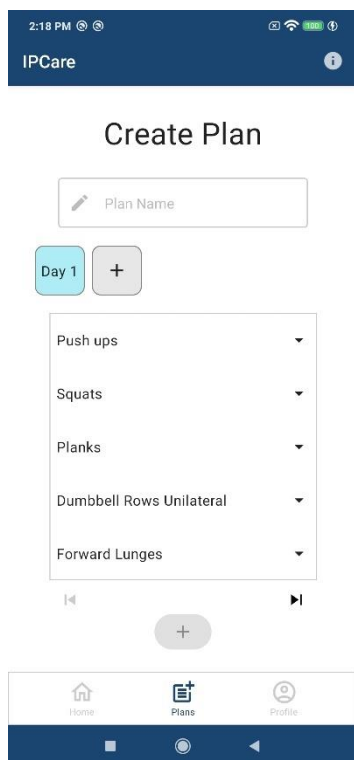 2:18 PM
100
IPCare
Create Plan
Plan Name
Day 1
+
Push ups
Squats
Planks
Dumbbell Rows Unilateral
Forward Lunges
+
Home
Plans
Profile